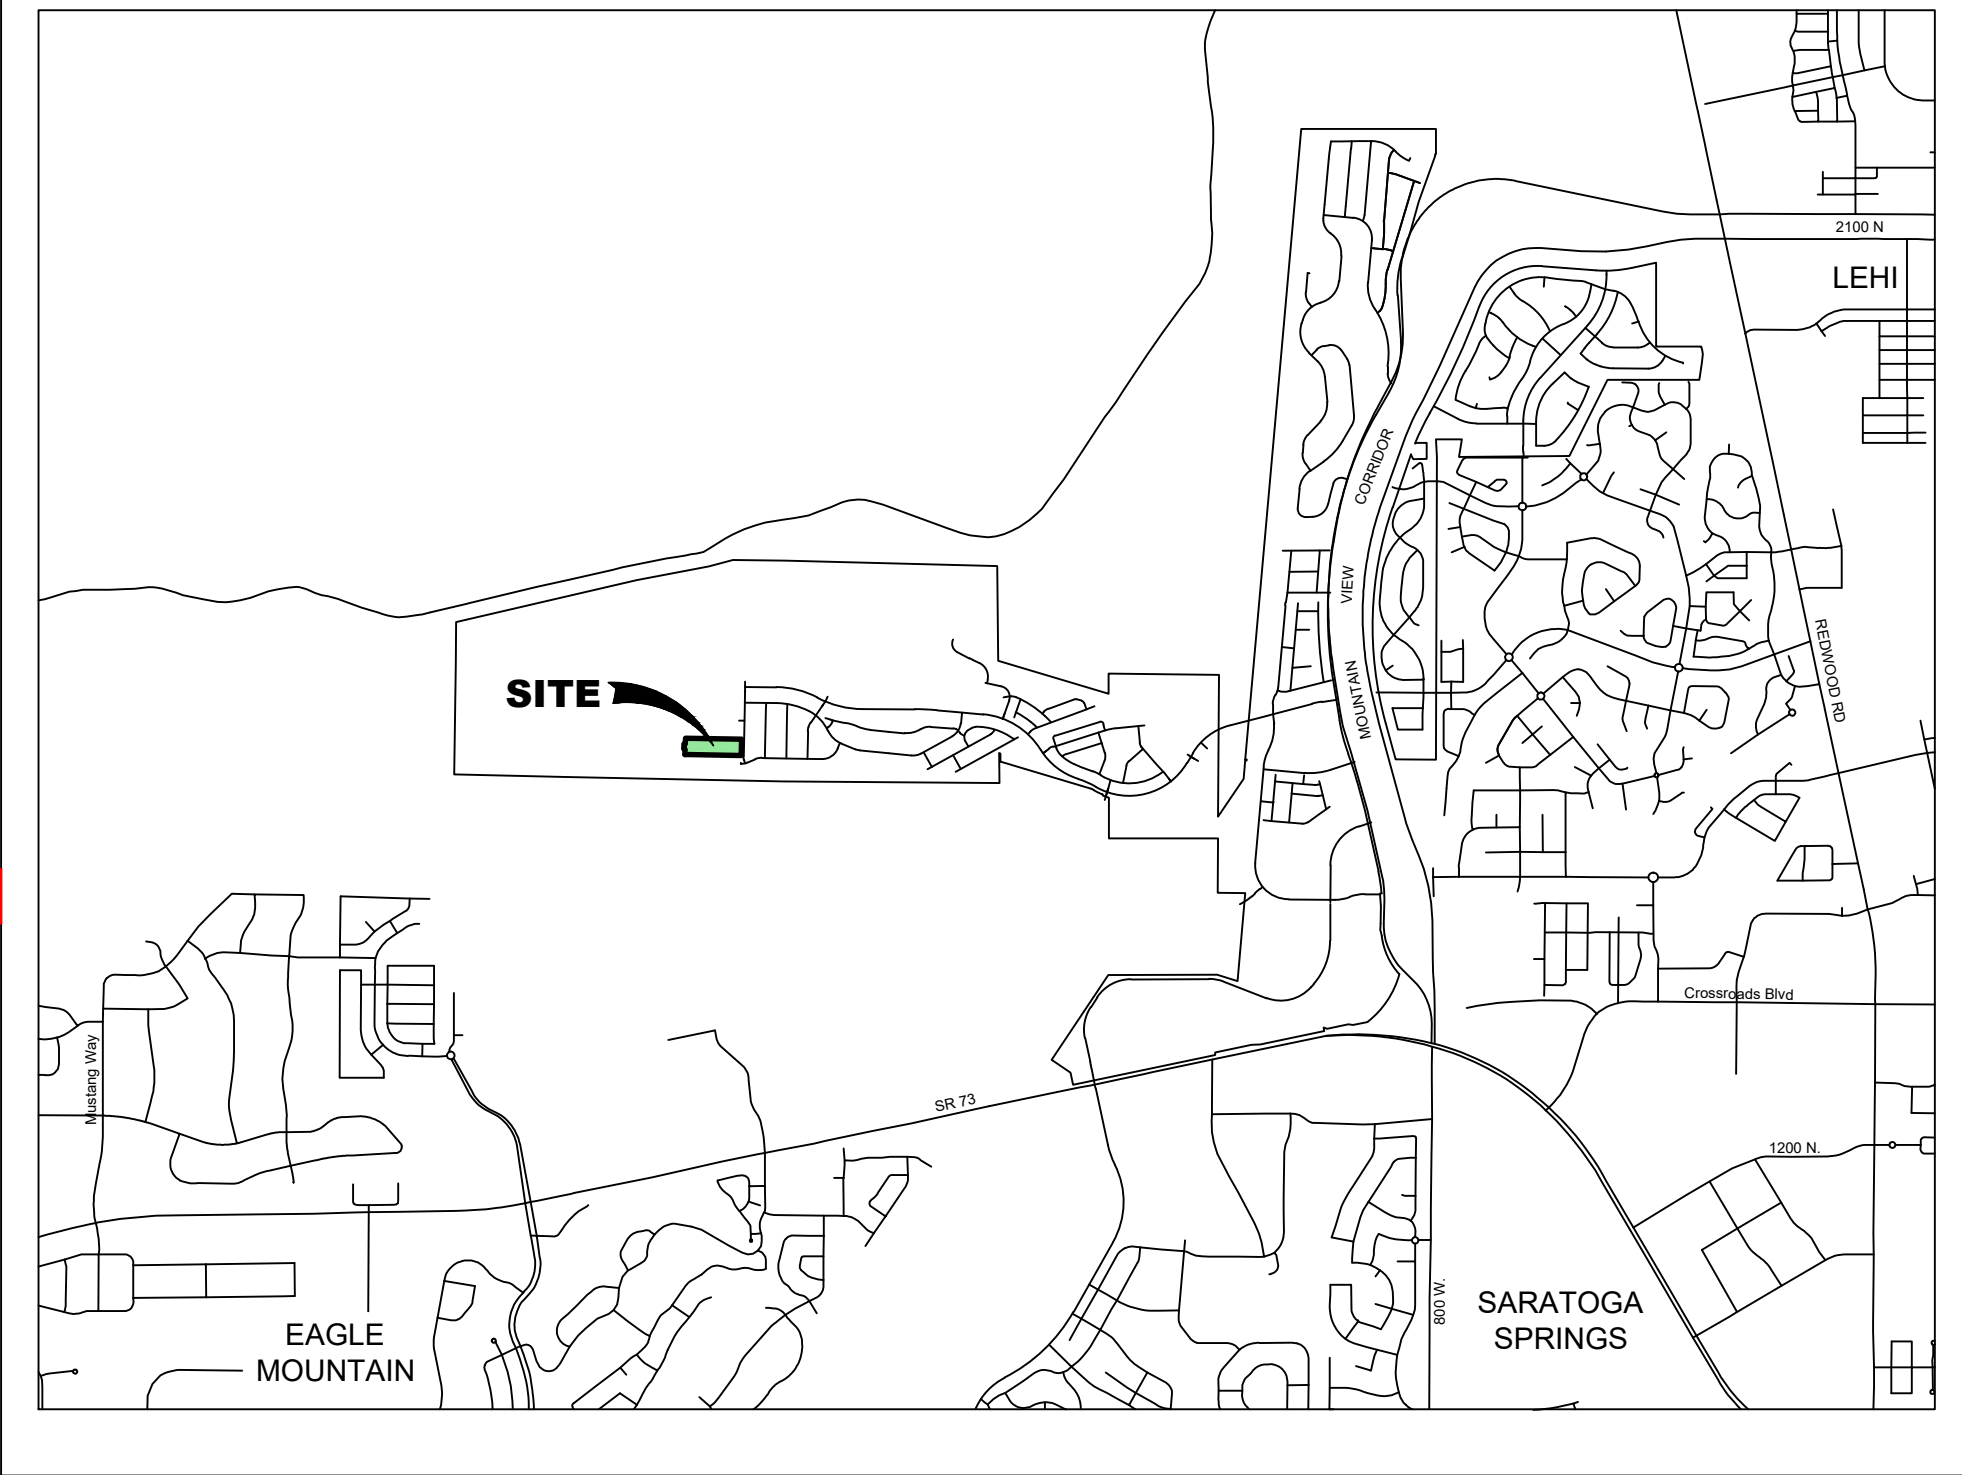 2100 N
LEHI
CORRIDOR
VIEW
MOUNTAIN
REDWOOD RD
SITE
Crossroads Blvd
Mustang Way
SR 73
1200 N.
800 W.
SARATOGA
SPRINGS
EAGLE
MOUNTAIN